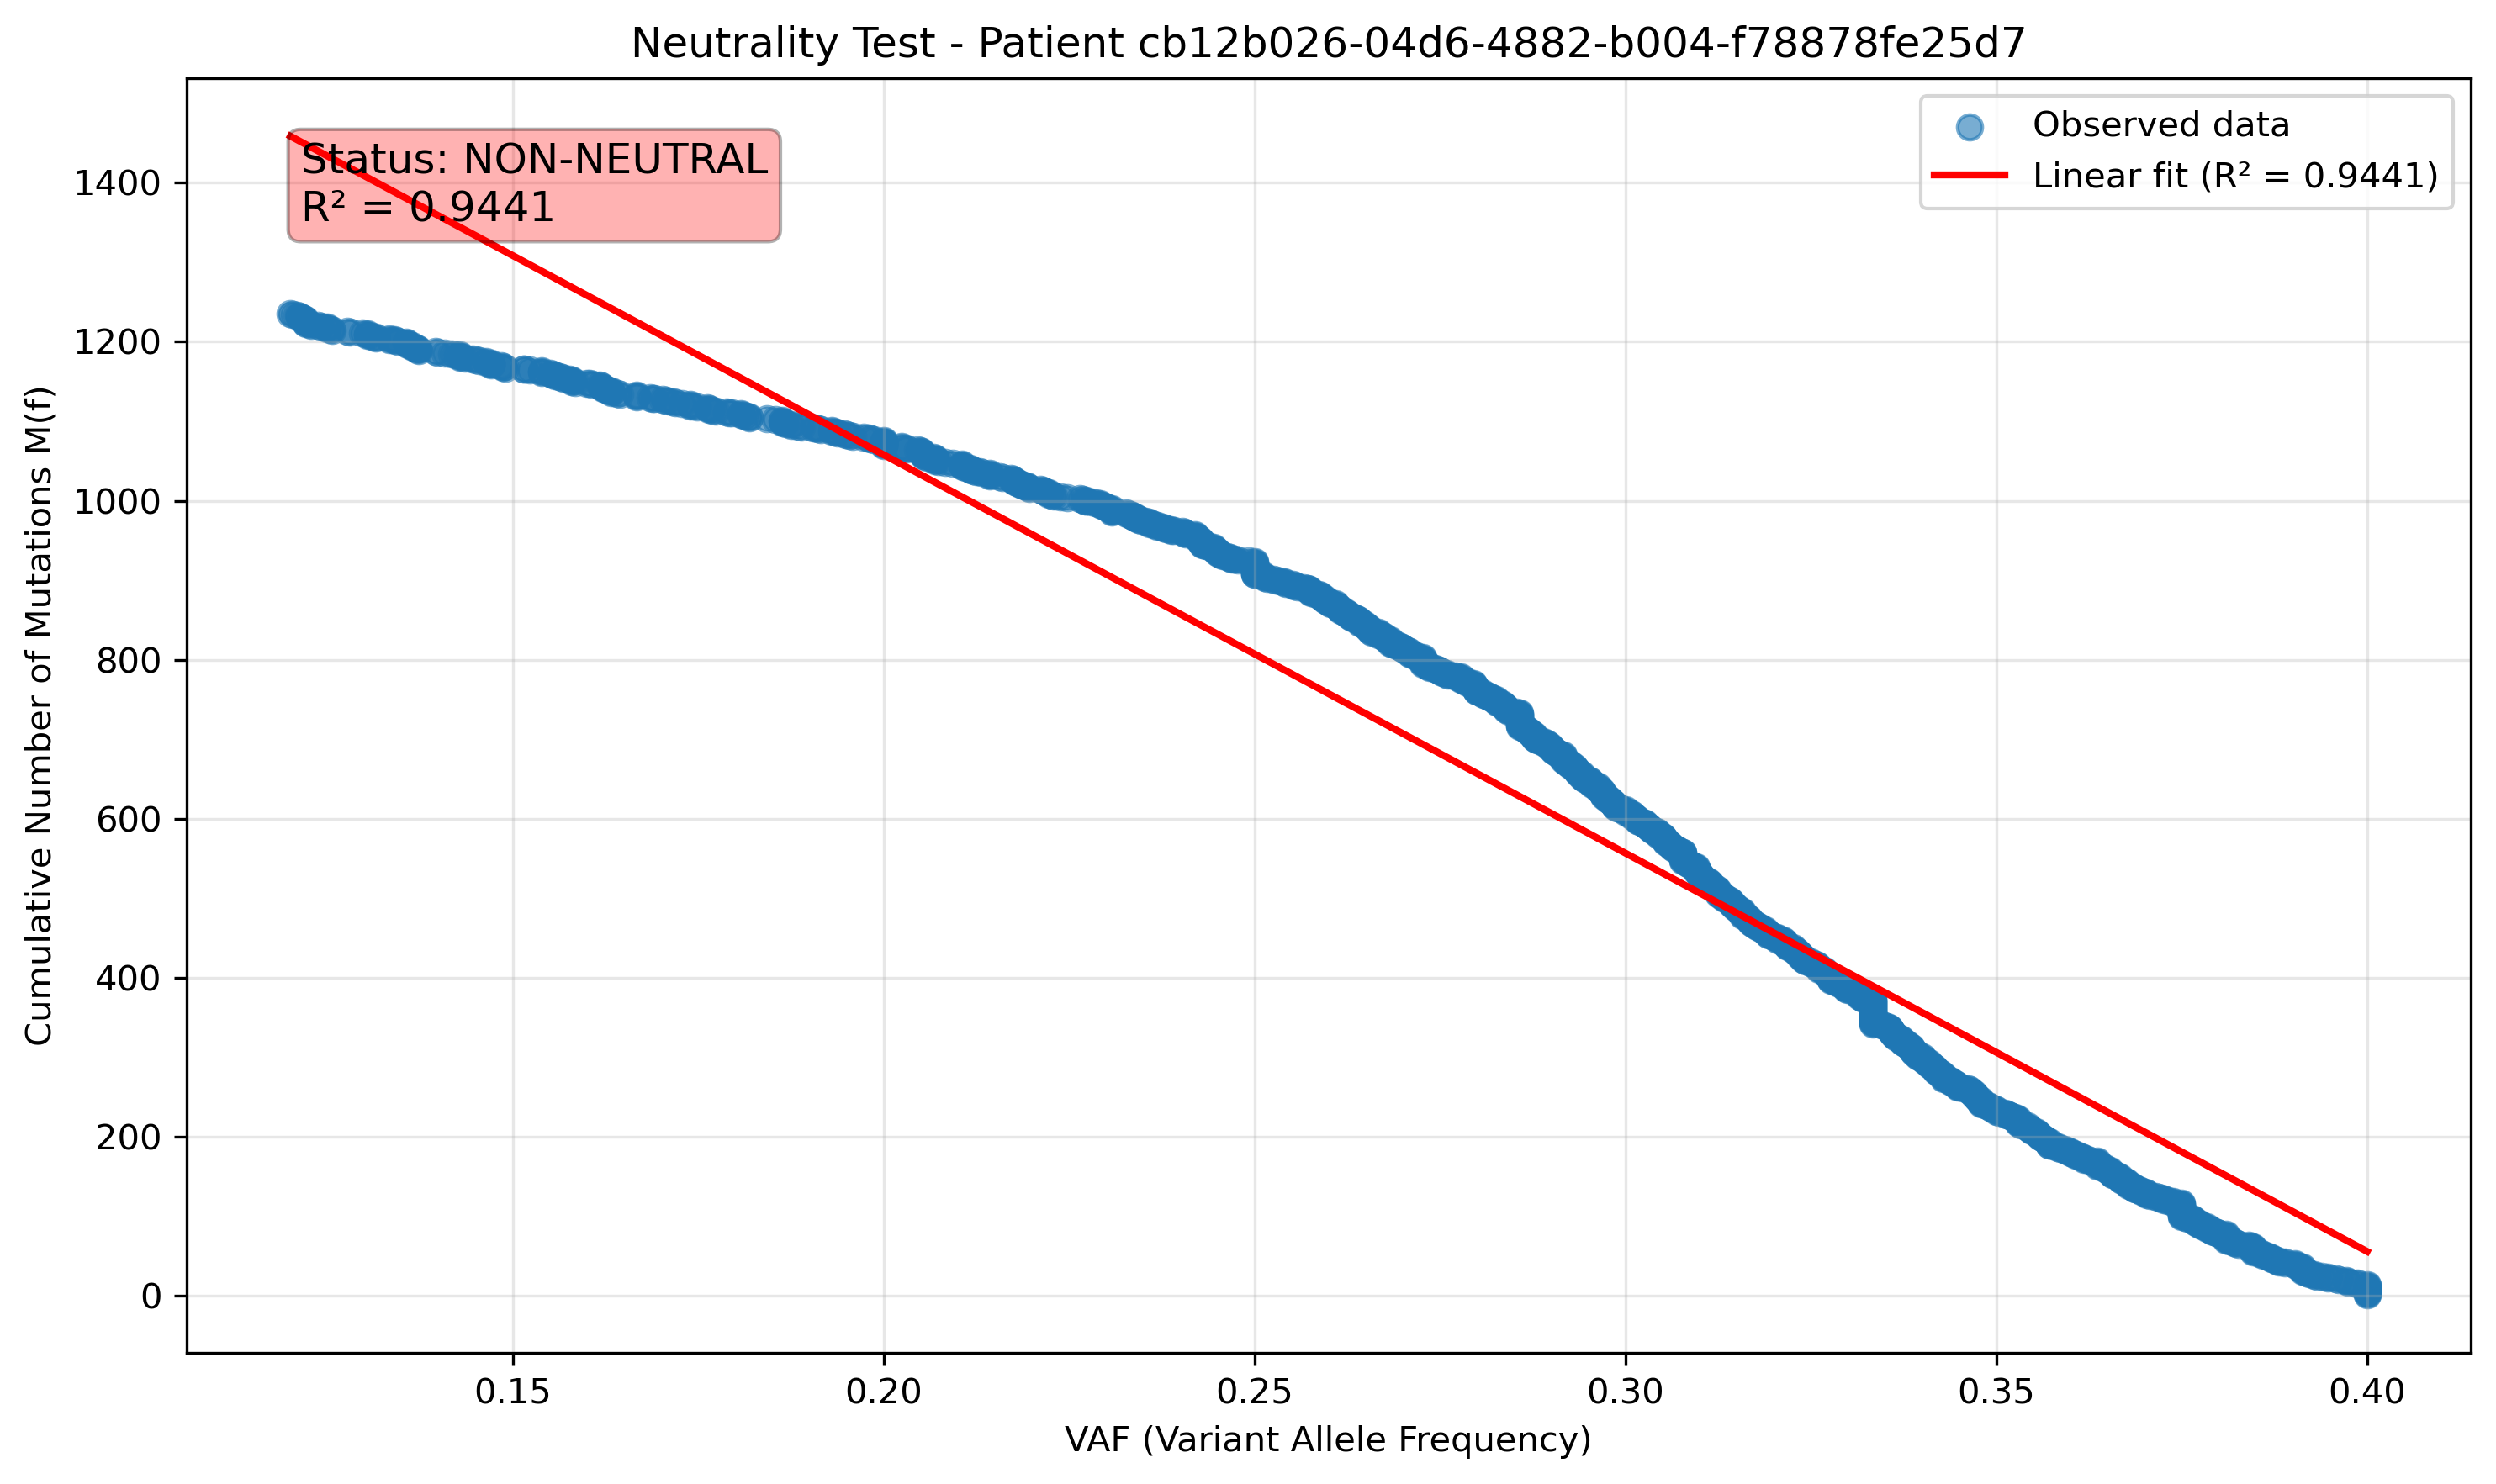 Neutrality Test - Patient cb12b026-04d6-4882-b004-f78878fe25d7
Status: NON-NEUTRAL
R² = 0.9441
Observed data
Linear fit (R² = 0.9441)
Cumulative Number of Mutations M(f)
1400
1200
1000
800
600
400
200
0
0.15
0.20
0.25
0.30
0.35
0.40
VAF (Variant Allele Frequency)